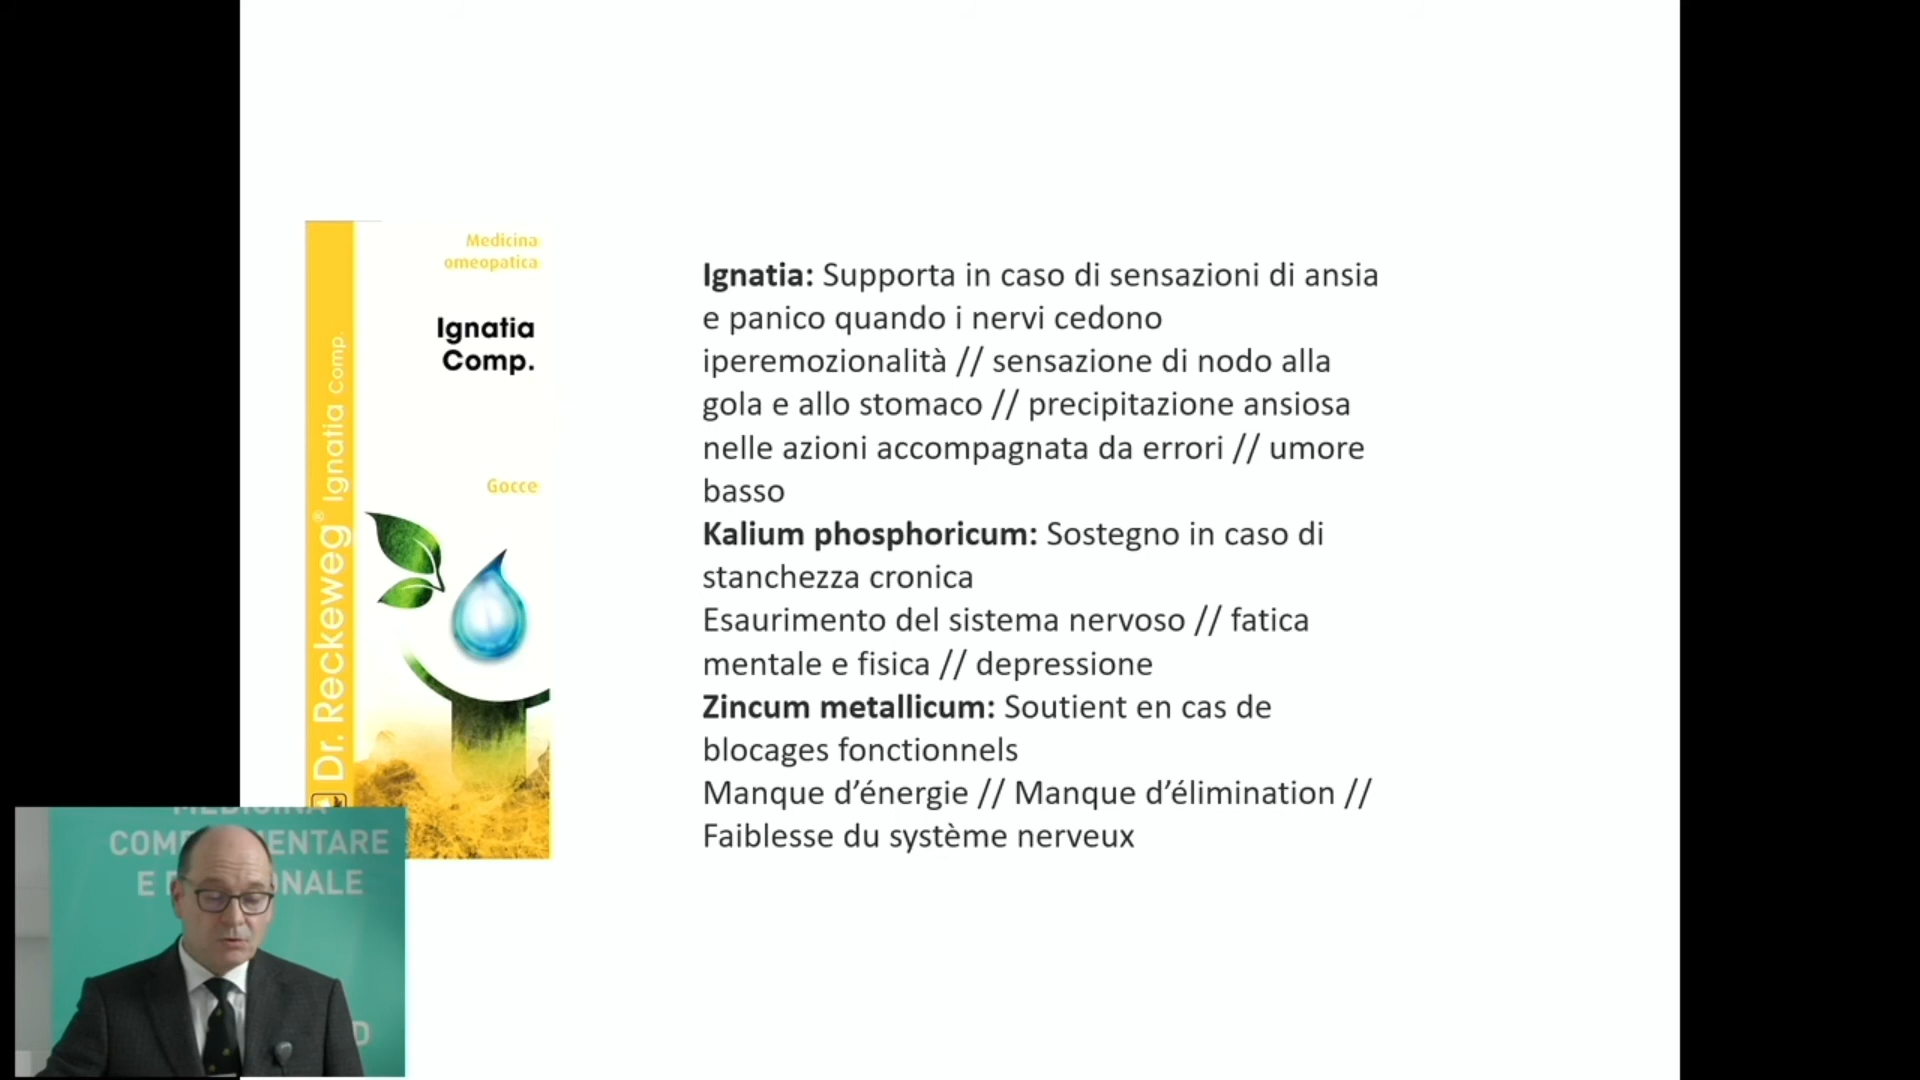 Medicina
omeopatica
Ignatia
Comp.
Gocce
Dr. Reckeweg® Ignatia Comp.
Ignatia: Supporta in caso di sensazioni di ansia
e panico quando i nervi cedono
iperemozionalità // sensazione di nodo alla
gola e allo stomaco // precipitazione ansiosa
nelle azioni accompagnata da errori // umore
basso
Kalium phosphoricum: Sostegno in caso di
stanchezza cronica
Esaurimento del sistema nervoso // fatica
mentale e fisica // depressione
Zincum metallicum: Soutient en cas de
blocages fonctionnels
Manque d’énergie // Manque d’élimination //
Faiblesse du système nerveux